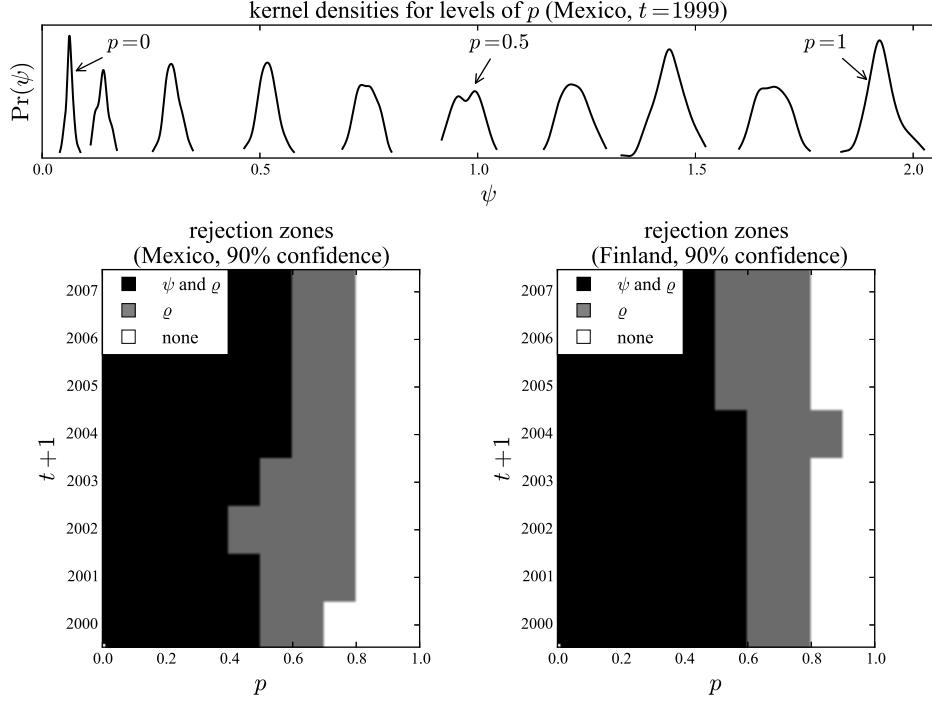 kernel densities for levels of p (Mexico, t = 1999)
Pr(ψ)
p = 0
p = 0.5
p = 1
0.0 0.5 1.0 1.5 2.0
ψ
rejection zones
(Mexico, 90% confidence)
ψ and ϱ
ϱ
none
t + 1
2007
2006
2005
2004
2003
2002
2001
2000
0.0 0.2 0.4 0.6 0.8 1.0
p
rejection zones
(Finland, 90% confidence)
ψ and ϱ
ϱ
none
t + 1
2007
2006
2005
2004
2003
2002
2001
2000
0.0 0.2 0.4 0.6 0.8 1.0
p